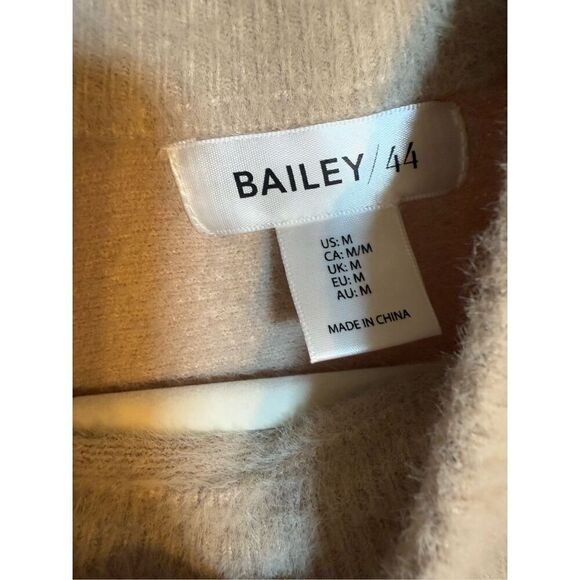 BAILEY/44
US: M
CA: M/M
UK: M
EU: M
AU: M
MADE IN CHINA